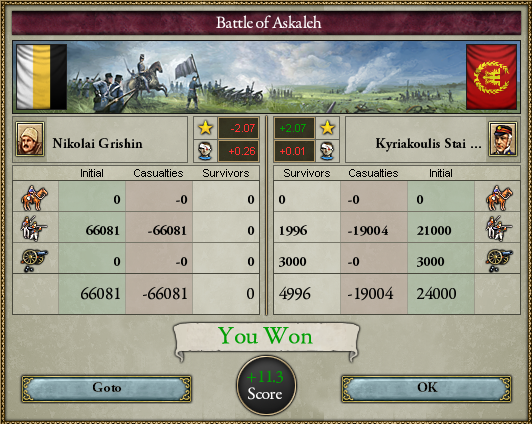 Battle of Askaleh
Nikolai Grishin
-2.07
+0.26
+2.07
+0.01
Kyriakoulis Stai ...
Initial Casualties Survivors Survivors Casualties Initial
0 -0 0 0 -0 0
66081 -66081 0 1996 -19004 21000
0 -0 0 3000 -0 3000
66081 -66081 0 4996 -19004 24000
You Won
+11.3
Score
Goto
OK